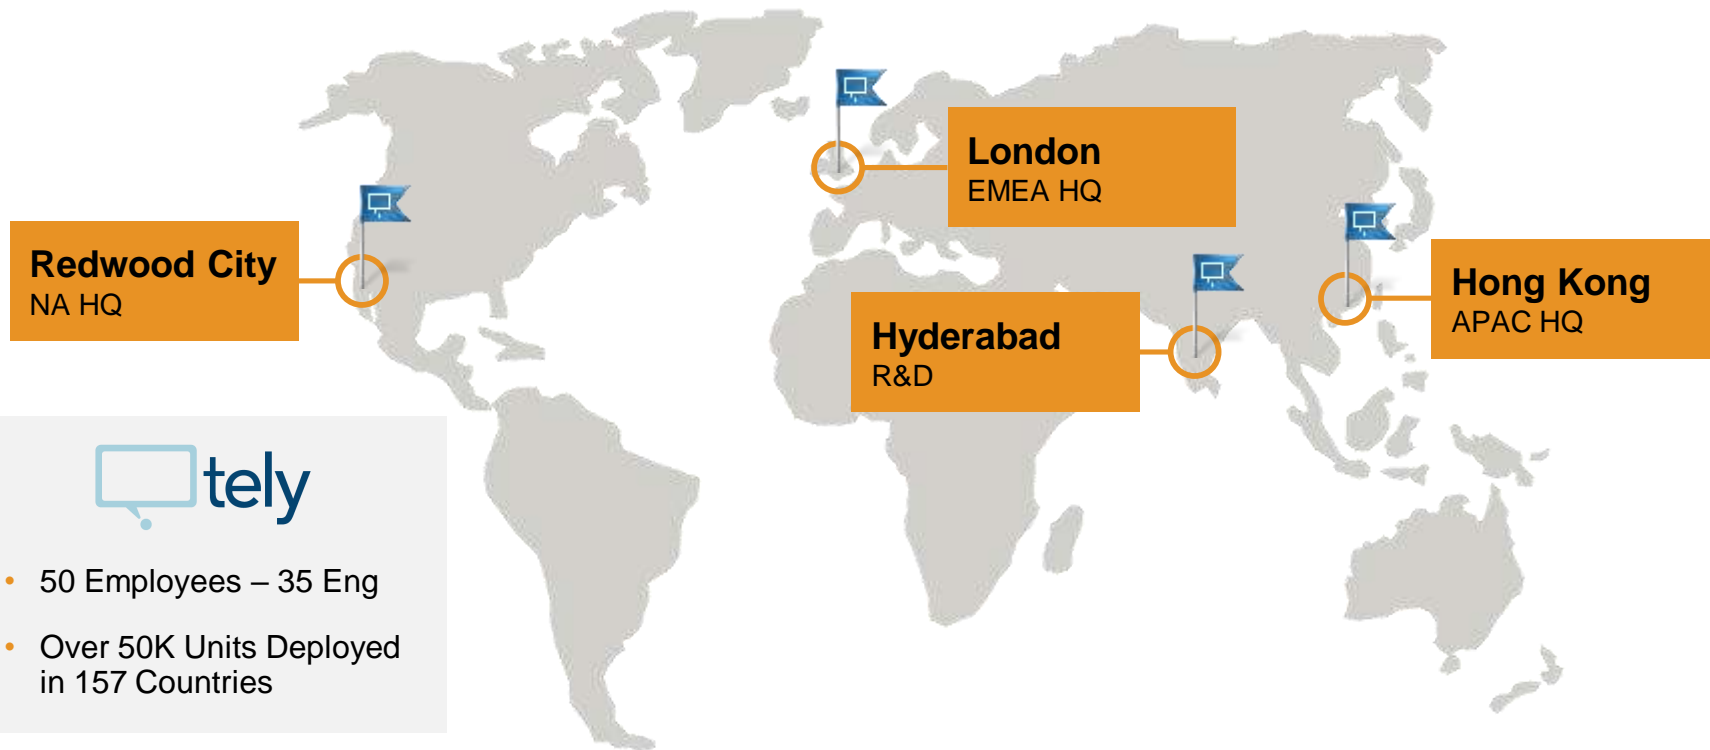 London
EMEA HQ
Redwood City
NA HQ
Hong Kong
APAC HQ
Hyderabad
R&D
tely
• 50 Employees – 35 Eng
• Over 50K Units Deployed
in 157 Countries